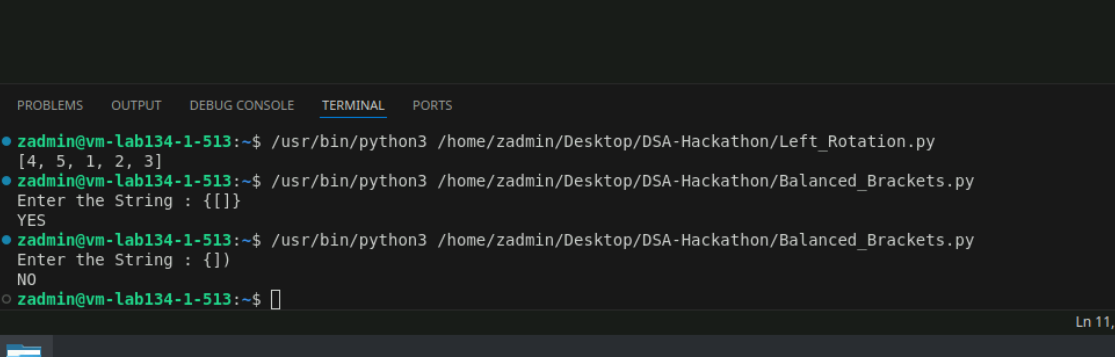 PROBLEMS OUTPUT DEBUG CONSOLE TERMINAL PORTS
zadmin@vm-lab134-1-513:~$ /usr/bin/python3 /home/zadmin/Desktop/DSA-Hackathon/Left_Rotation.py
[4, 5, 1, 2, 3]
zadmin@vm-lab134-1-513:~$ /usr/bin/python3 /home/zadmin/Desktop/DSA-Hackathon/Balanced_Brackets.py
Enter the String : {[]}
YES
zadmin@vm-lab134-1-513:~$ /usr/bin/python3 /home/zadmin/Desktop/DSA-Hackathon/Balanced_Brackets.py
Enter the String : {])
NO
zadmin@vm-lab134-1-513:~$
Ln 11,